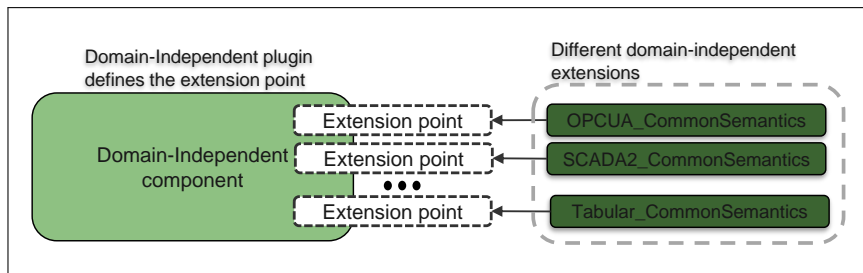 Domain-Independent plugin
defines the extension point
Different domain-independent
extensions
Domain-Independent
component
Extension point
OPCUA_CommonSemantics
Extension point
SCADA2_CommonSemantics
•••
Extension point
Tabular_CommonSemantics